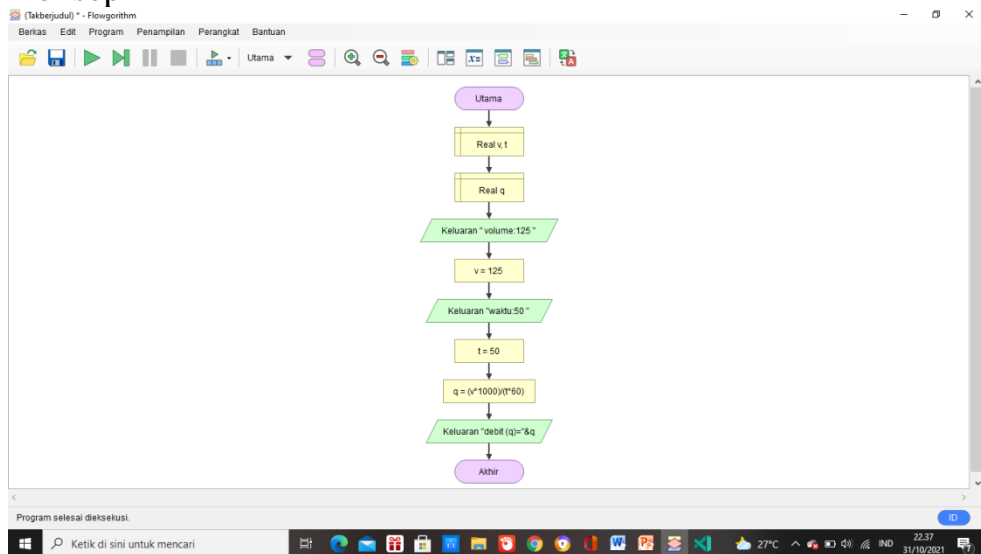 (Takberjudul) * - Flowgorithm
Berkas Edit Program Penampilan Perangkat Bantuan
Utama
Utama
Real v, t
Real q
Keluaran " volume:125 "
v = 125
Keluaran "waktu:50 "
t = 50
q = (v*1000)/(t*60)
Keluaran "debit (q)="&q
Akhir
Program selesai dieksekusi.
ID
Ketik di sini untuk mencari
27°C
IND
22.37
31/10/2021